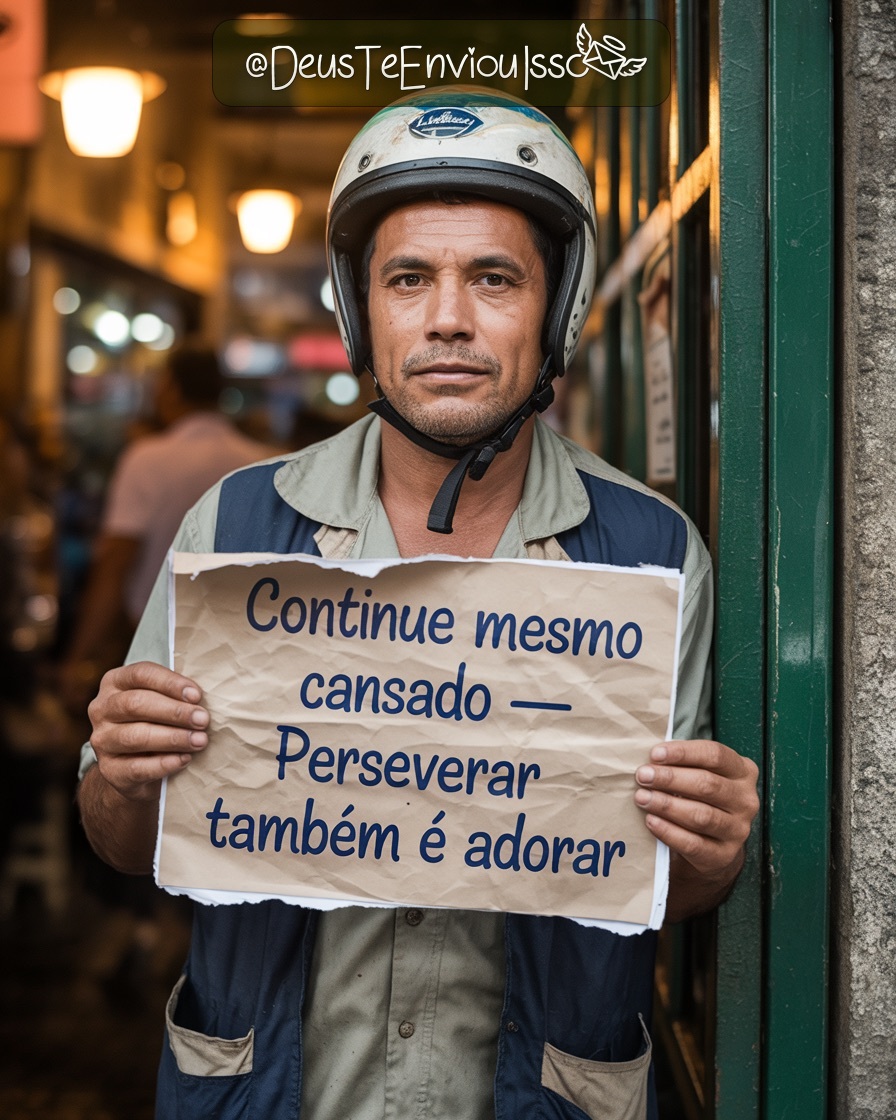 @DeusTeEnviouIsso
Continue mesmo
cansado —
Perseverar
também é adorar